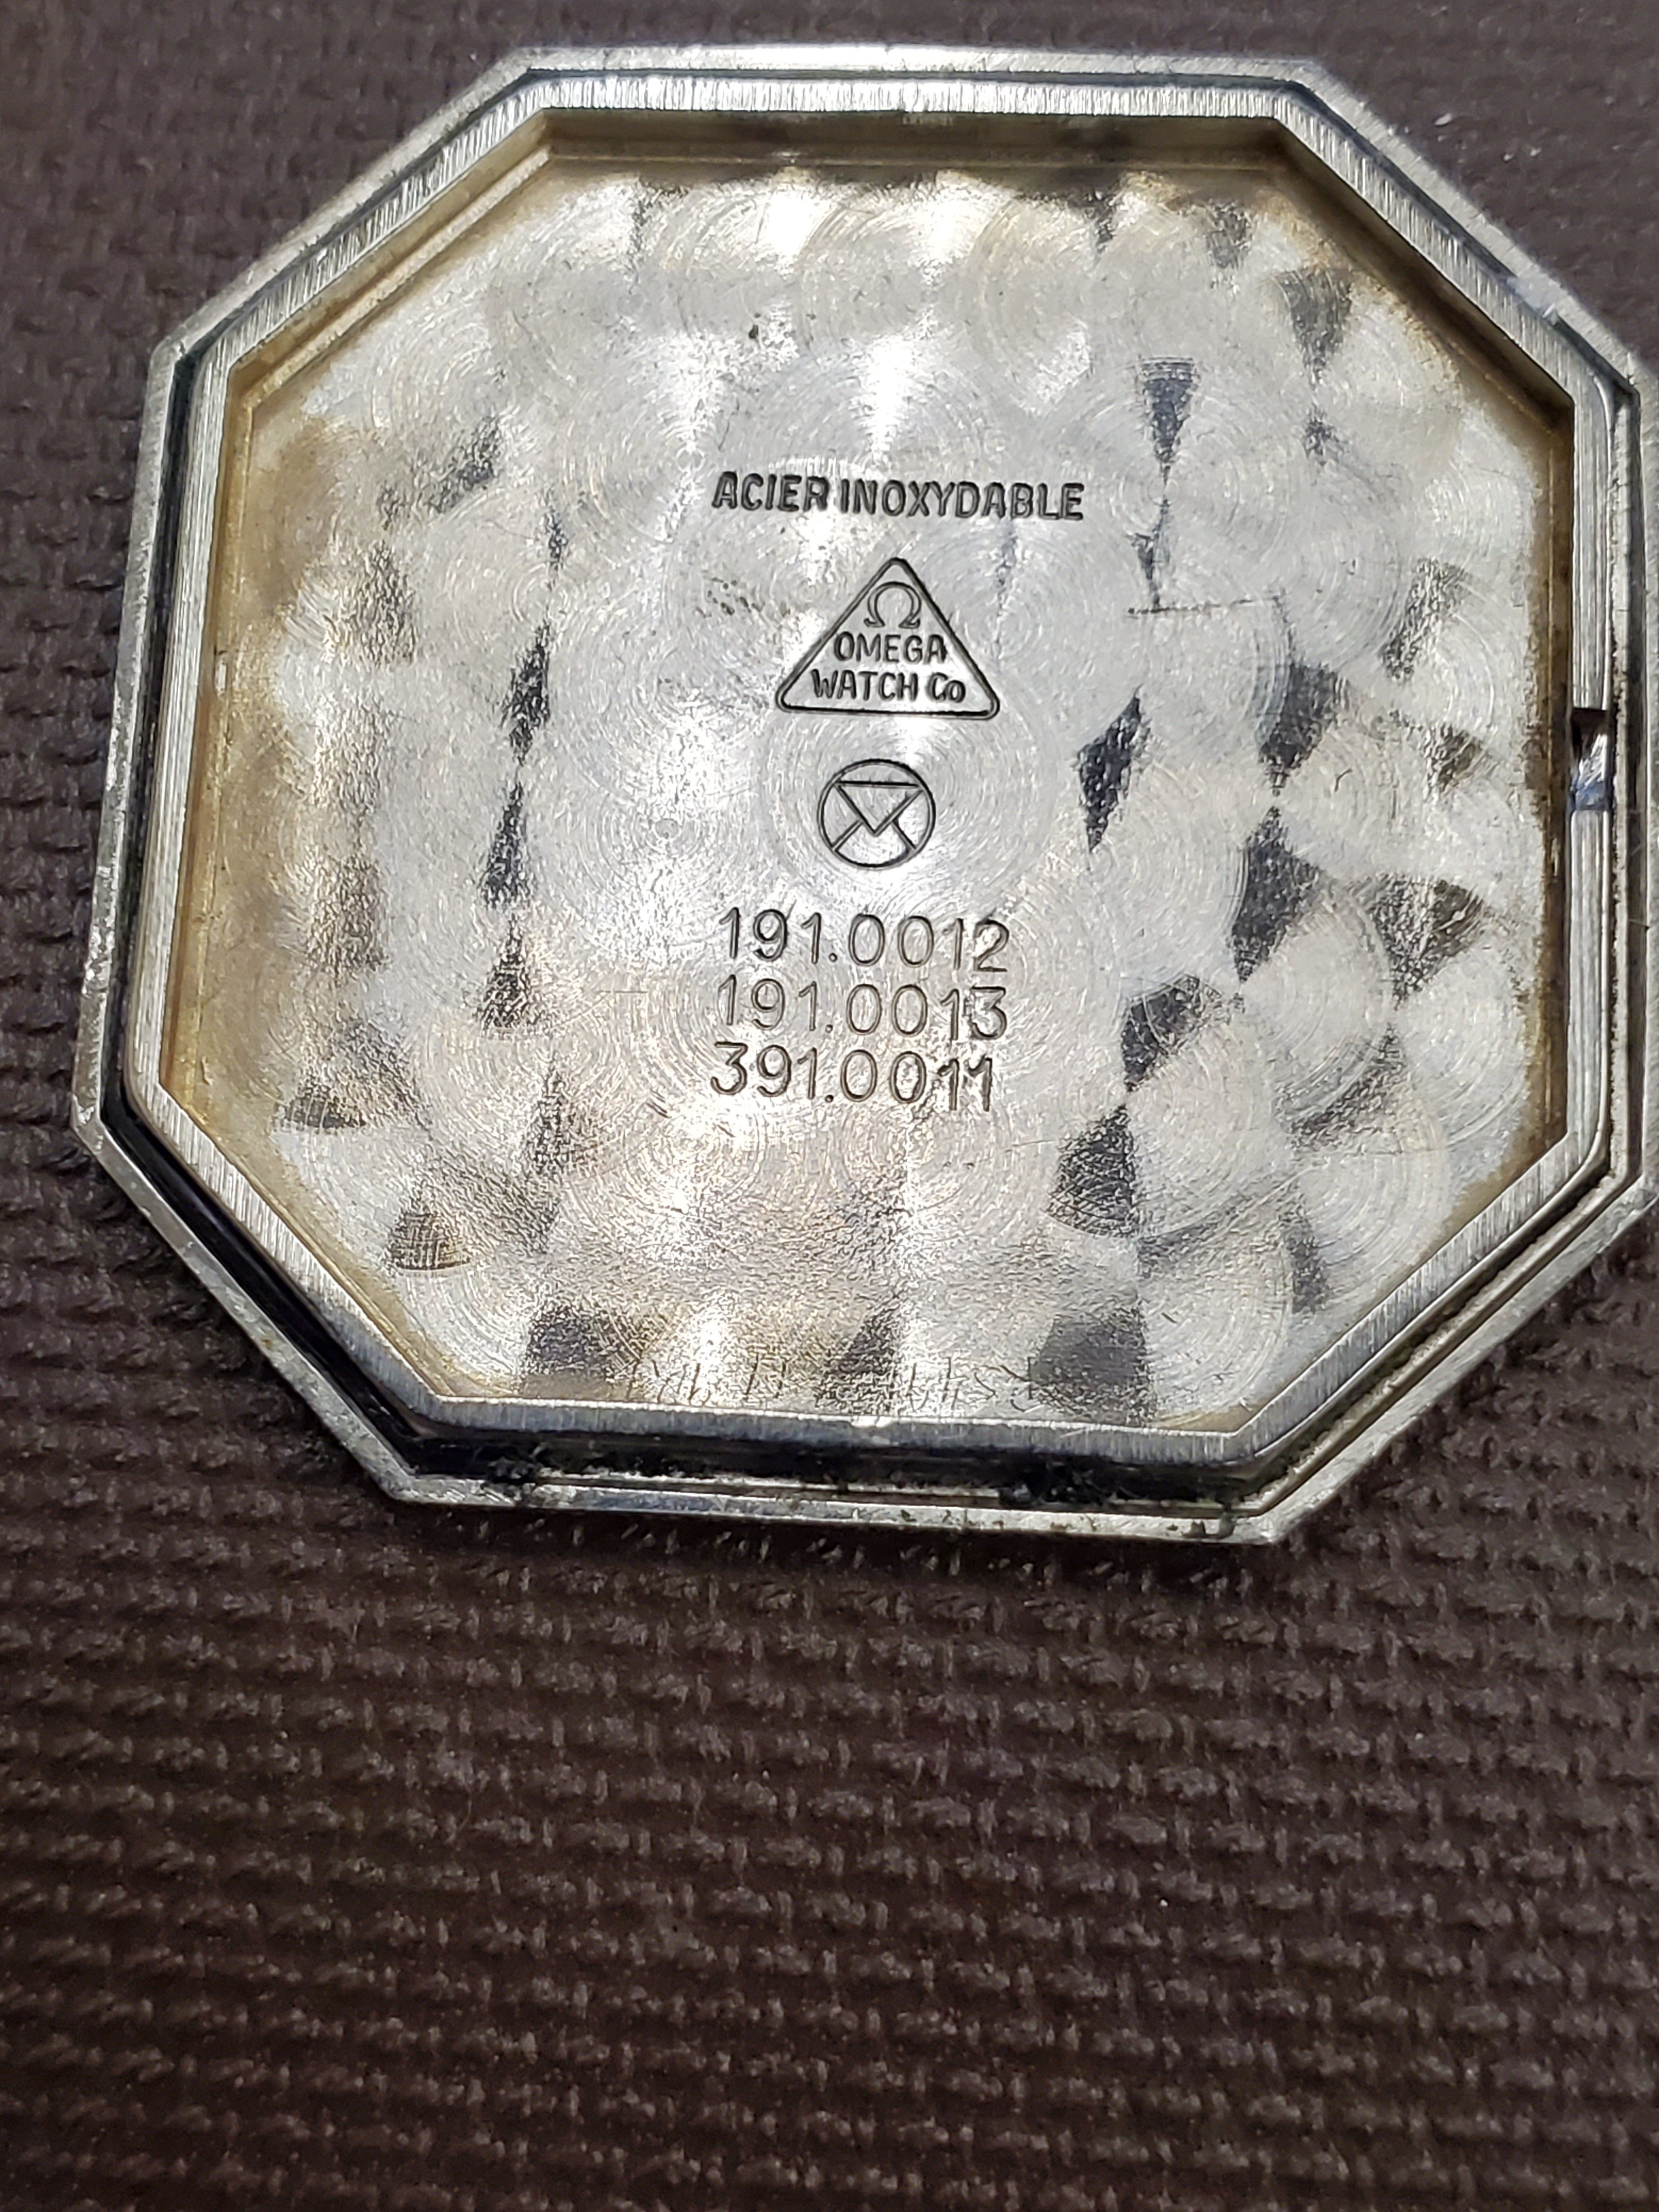 ACIER INOXYDABLE
Ω
OMEGA
WATCH Co
191.0012
191.0013
391.0011